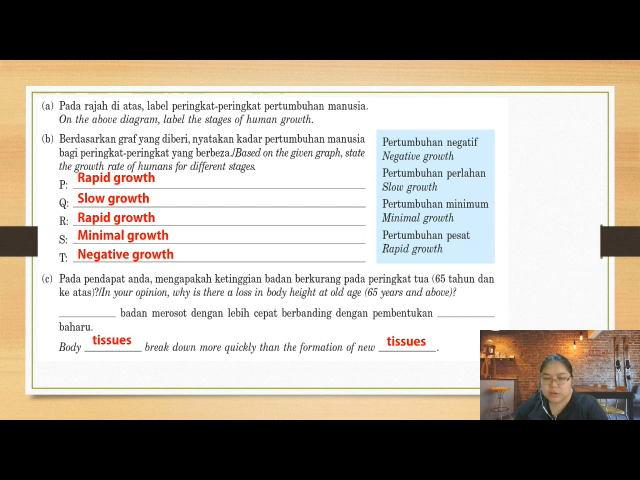 (a) Pada rajah di atas, label peringkat-peringkat pertumbuhan manusia.
On the above diagram, label the stages of human growth.
(b) Berdasarkan graf yang diberi, nyatakan kadar pertumbuhan manusia
bagi peringkat-peringkat yang berbeza./Based on the given graph, state
the growth rate of humans for different stages.
P: Rapid growth
Q: Slow growth
R: Rapid growth
S: Minimal growth
T: Negative growth
Pertumbuhan negatif
Negative growth
Pertumbuhan perlahan
Slow growth
Pertumbuhan minimum
Minimal growth
Pertumbuhan pesat
Rapid growth
(c) Pada pendapat anda, mengapakah ketinggian badan berkurang pada peringkat tua (65 tahun dan
ke atas)?/In your opinion, why is there a loss in body height at old age (65 years and above)?
____________ badan merosot dengan lebih cepat berbanding dengan pembentukan ____________
baharu.
Body tissues break down more quickly than the formation of new tissues.